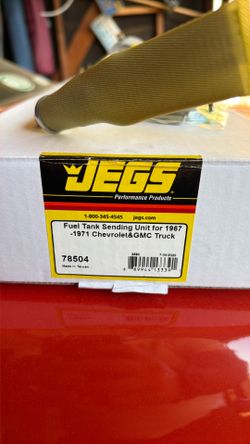 JEGS
Performance Products
1-800-345-4545 jegs.com
Fuel Tank Sending Unit for 1967
-1971 Chevrolet&GMC Truck
78504
Made in Taiwan